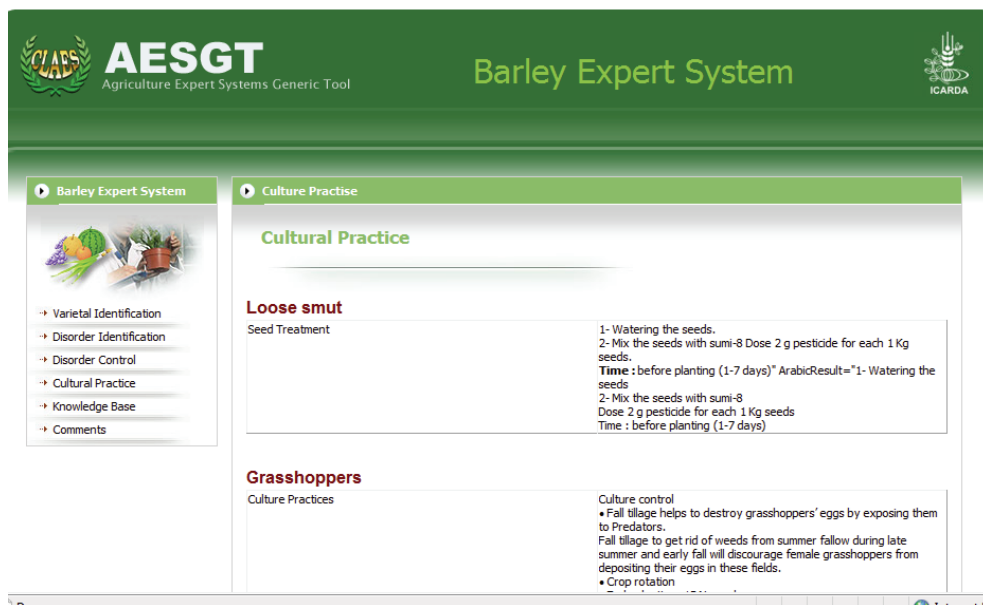 CLAES
AESGT
Agriculture Expert Systems Generic Tool
Barley Expert System
ICARDA
Barley Expert System
Varietal Identification
Disorder Identification
Disorder Control
Cultural Practice
Knowledge Base
Comments
Culture Practise
Cultural Practice
Loose smut
Seed Treatment
1- Watering the seeds.
2- Mix the seeds with sumi-8 Dose 2 g pesticide for each 1 Kg
seeds.
Time : before planting (1-7 days)" ArabicResult="1- Watering the
seeds
2- Mix the seeds with sumi-8
Dose 2 g pesticide for each 1 Kg seeds
Time : before planting (1-7 days)
Grasshoppers
Culture Practices
Culture control
• Fall tillage helps to destroy grasshoppers' eggs by exposing them
to Predators.
Fall tillage to get rid of weeds from summer fallow during late
summer and early fall will discourage female grasshoppers from
depositing their eggs in these fields.
• Crop rotation